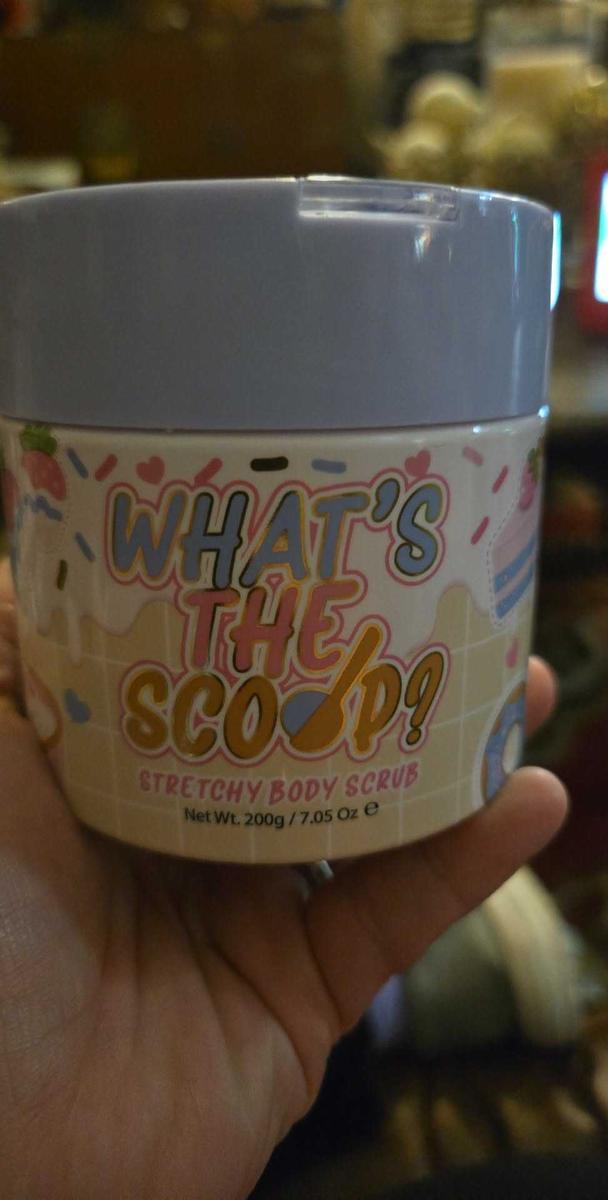 WHAT'S
THE
SCOOP?
STRETCHY BODY SCRUB
Net Wt. 200g / 7.05 Oz ℮